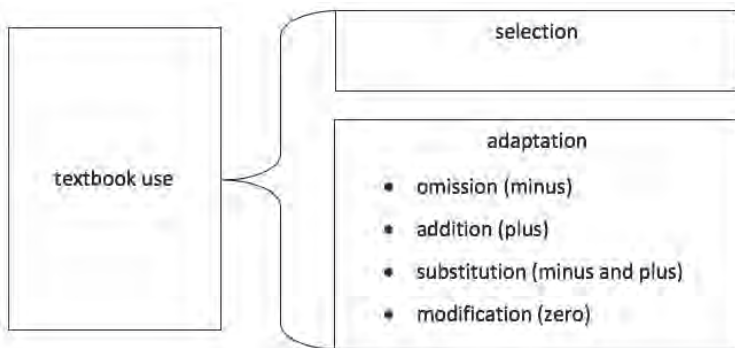 textbook use
selection
adaptation
• omission (minus)
• addition (plus)
• substitution (minus and plus)
• modification (zero)